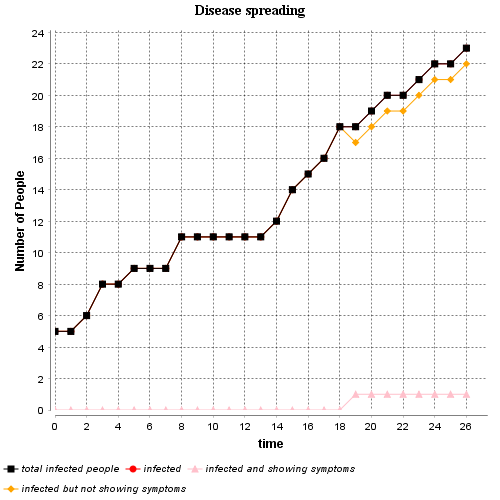 Disease spreading
24
22
20
18
16
14
12
10
8
6
4
2
0
Number of People
0 2 4 6 8 10 12 14 16 18 20 22 24 26
time
total infected people infected infected and showing symptoms
infected but not showing symptoms